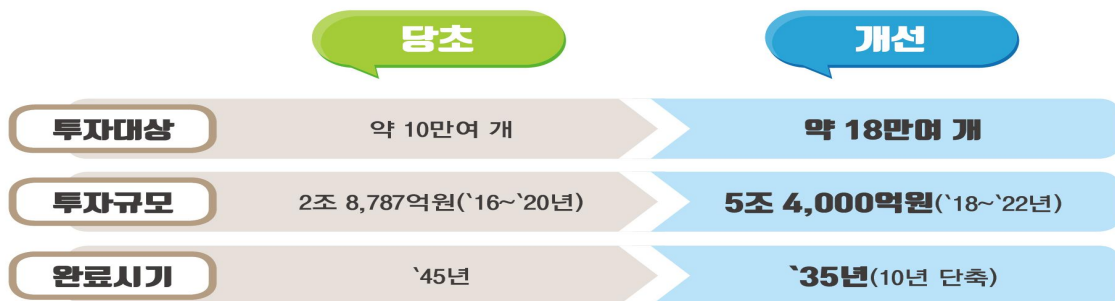 당초 개선
투자대상 약 10만여 개 약 18만여 개
투자규모 2조 8,787억원(`16~`20년) 5조 4,000억원(`18~`22년)
완료시기 `45년 `35년(10년 단축)